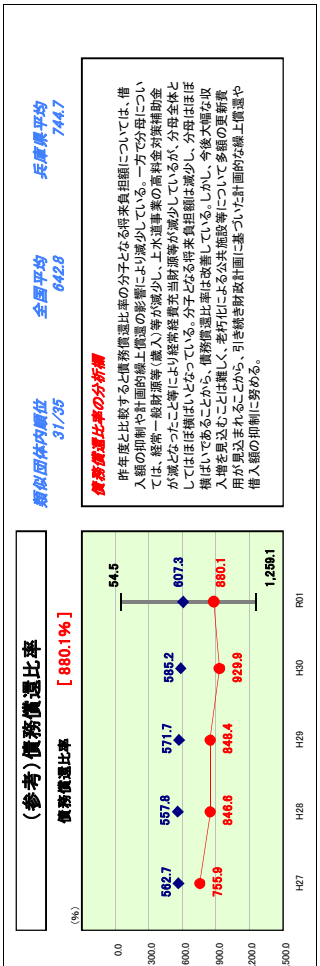 （参考）債務償還比率
債務償還比率　［ 880.1% ］
類似団体内順位
31/35
全国平均
642.8
兵庫県平均
744.7
(%)
0.0
300.0
600.0
900.0
,200.0
,500.0
562.7
557.8
571.7
585.2
607.3
54.5
755.9
846.6
848.4
929.9
880.1
1,259.1
H27
H28
H29
H30
R01
債務償還比率の分析欄
昨年度と比較すると債務償還比率の分子となる将来負担額については、借
入額の抑制や計画的繰上償還の影響により減少している。一方で分母につい
ては、経常一般財源等（歳入）等が減少し、上水道事業の高料金対策補助金
が減となったこと等により経常経費充当財源等が減少しているが、分母全体と
してはほぼ横ばいとなっている。分子となる将来負担額は減少し、分母はほぼ
横ばいであることから、債務償還比率は改善している。しかし、今後大幅な収
入増を見込むことは難しく、老朽化による公共施設等について多額の更新費
用が見込まれることから、引き続き財政計画に基づいた計画的な繰上償還や
借入額の抑制に努める。